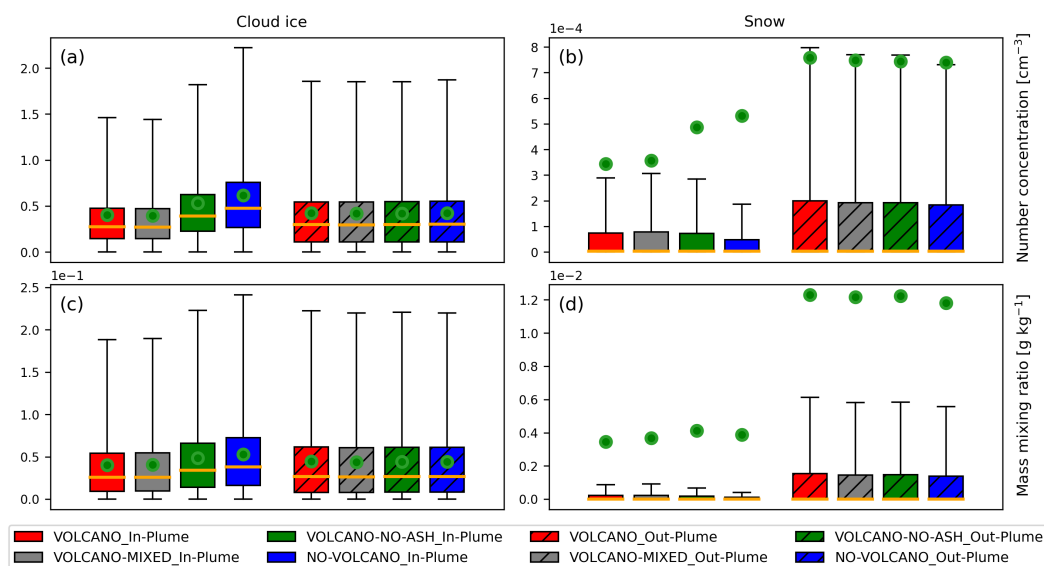 Cloud ice
Snow
1e−4
(a)
(b)
2.0
1.5
1.0
0.5
0.0
8
7
6
5
4
3
2
1
0
Number concentration [cm⁻³]
1e−1
1e−2
(c)
(d)
2.5
2.0
1.5
1.0
0.5
0.0
1.2
1.0
0.8
0.6
0.4
0.2
0.0
Mass mixing ratio [g kg⁻¹]
VOLCANO_In-Plume
VOLCANO-NO-ASH_In-Plume
VOLCANO_Out-Plume
VOLCANO-NO-ASH_Out-Plume
VOLCANO-MIXED_In-Plume
NO-VOLCANO_In-Plume
VOLCANO-MIXED_Out-Plume
NO-VOLCANO_Out-Plume